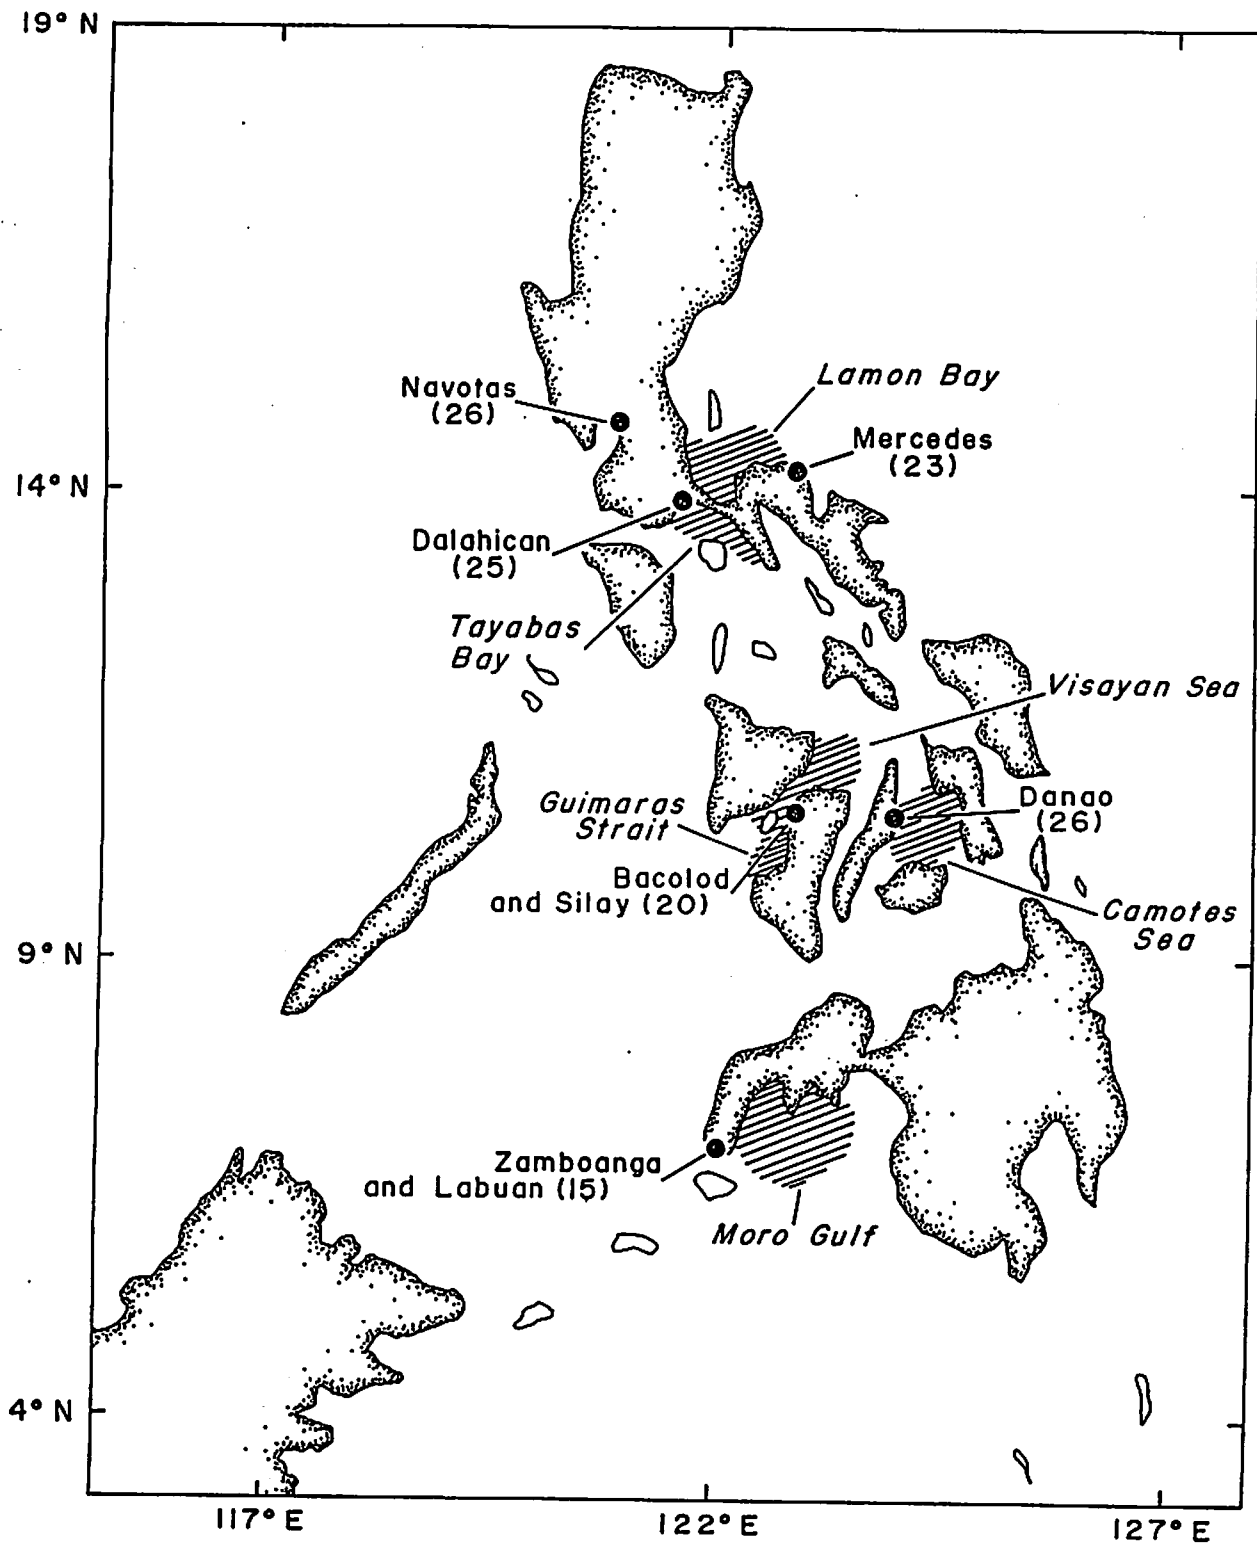 19° N
Lamon Bay
Navotas
(26)
Mercedes
(23)
14° N
Dalahican
(25)
Tayabas
Bay
Visayan Sea
Guimaras
Strait
Danao
(26)
Bacolod
and Silay (20)
Camotes
Sea
9° N
Zamboanga
and Labuan (15)
Moro Gulf
4° N
117° E
122° E
127° E